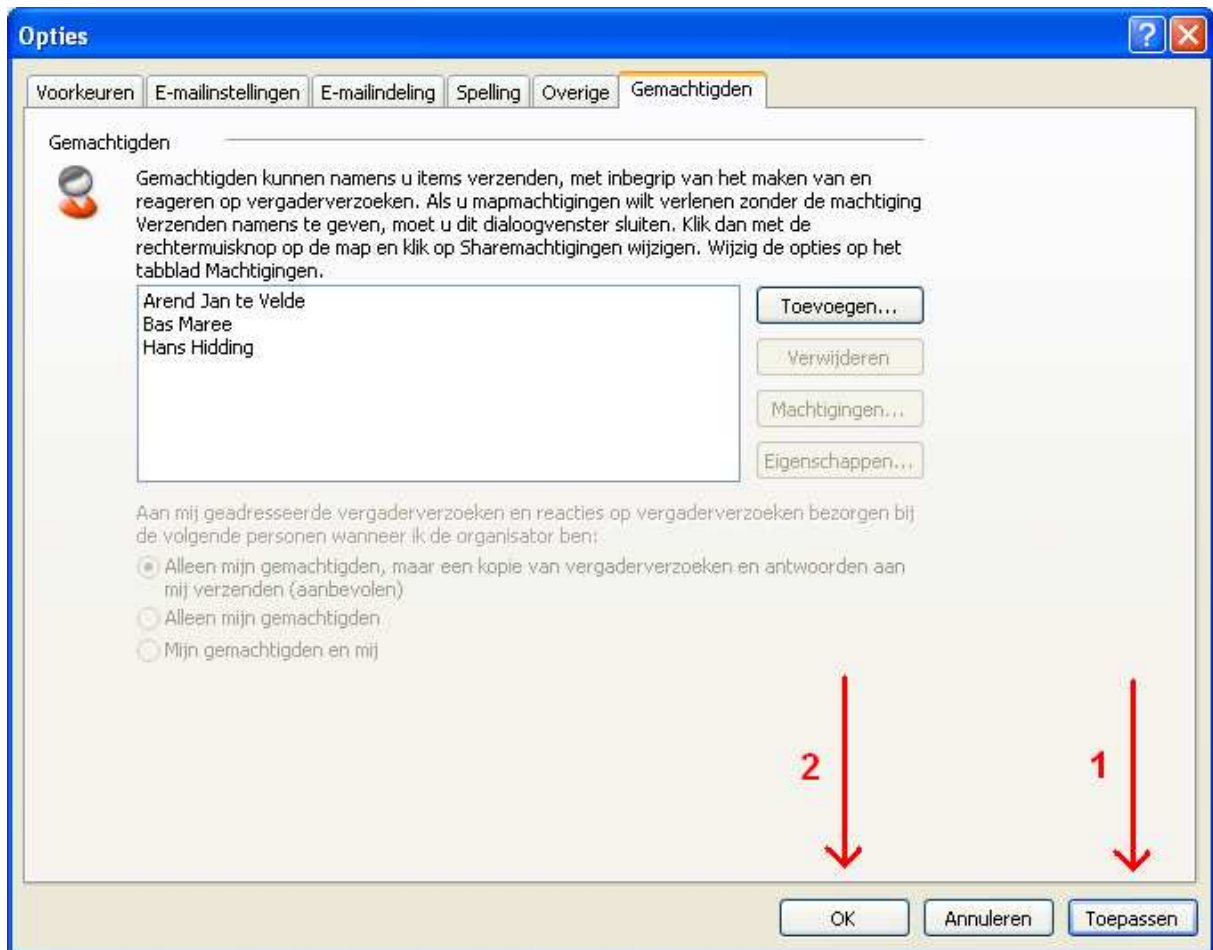 Opties
Voorkeuren E-mailinstellingen E-mailindeling Spelling Overige Gemachtigden
Gemachtigden
Gemachtigden kunnen namens u items verzenden, met inbegrip van het maken van en
reageren op vergaderverzoeken. Als u mapmachtigingen wilt verlenen zonder de machtiging
Verzenden namens te geven, moet u dit dialoogvenster sluiten. Klik dan met de
rechtermuisknop op de map en klik op Sharemachtigingen wijzigen. Wijzig de opties op het
tabblad Machtigingen.
Arend Jan te Velde
Bas Maree
Hans Hidding
Toevoegen...
Verwijderen
Machtigingen...
Eigenschappen...
Aan mij geadresseerde vergaderverzoeken en reacties op vergaderverzoeken bezorgen bij
de volgende personen wanneer ik de organisator ben:
Alleen mijn gemachtigden, maar een kopie van vergaderverzoeken en antwoorden aan
mij verzenden (aanbevolen)
Alleen mijn gemachtigden
Mijn gemachtigden en mij
2 1
OK Annuleren Toepassen